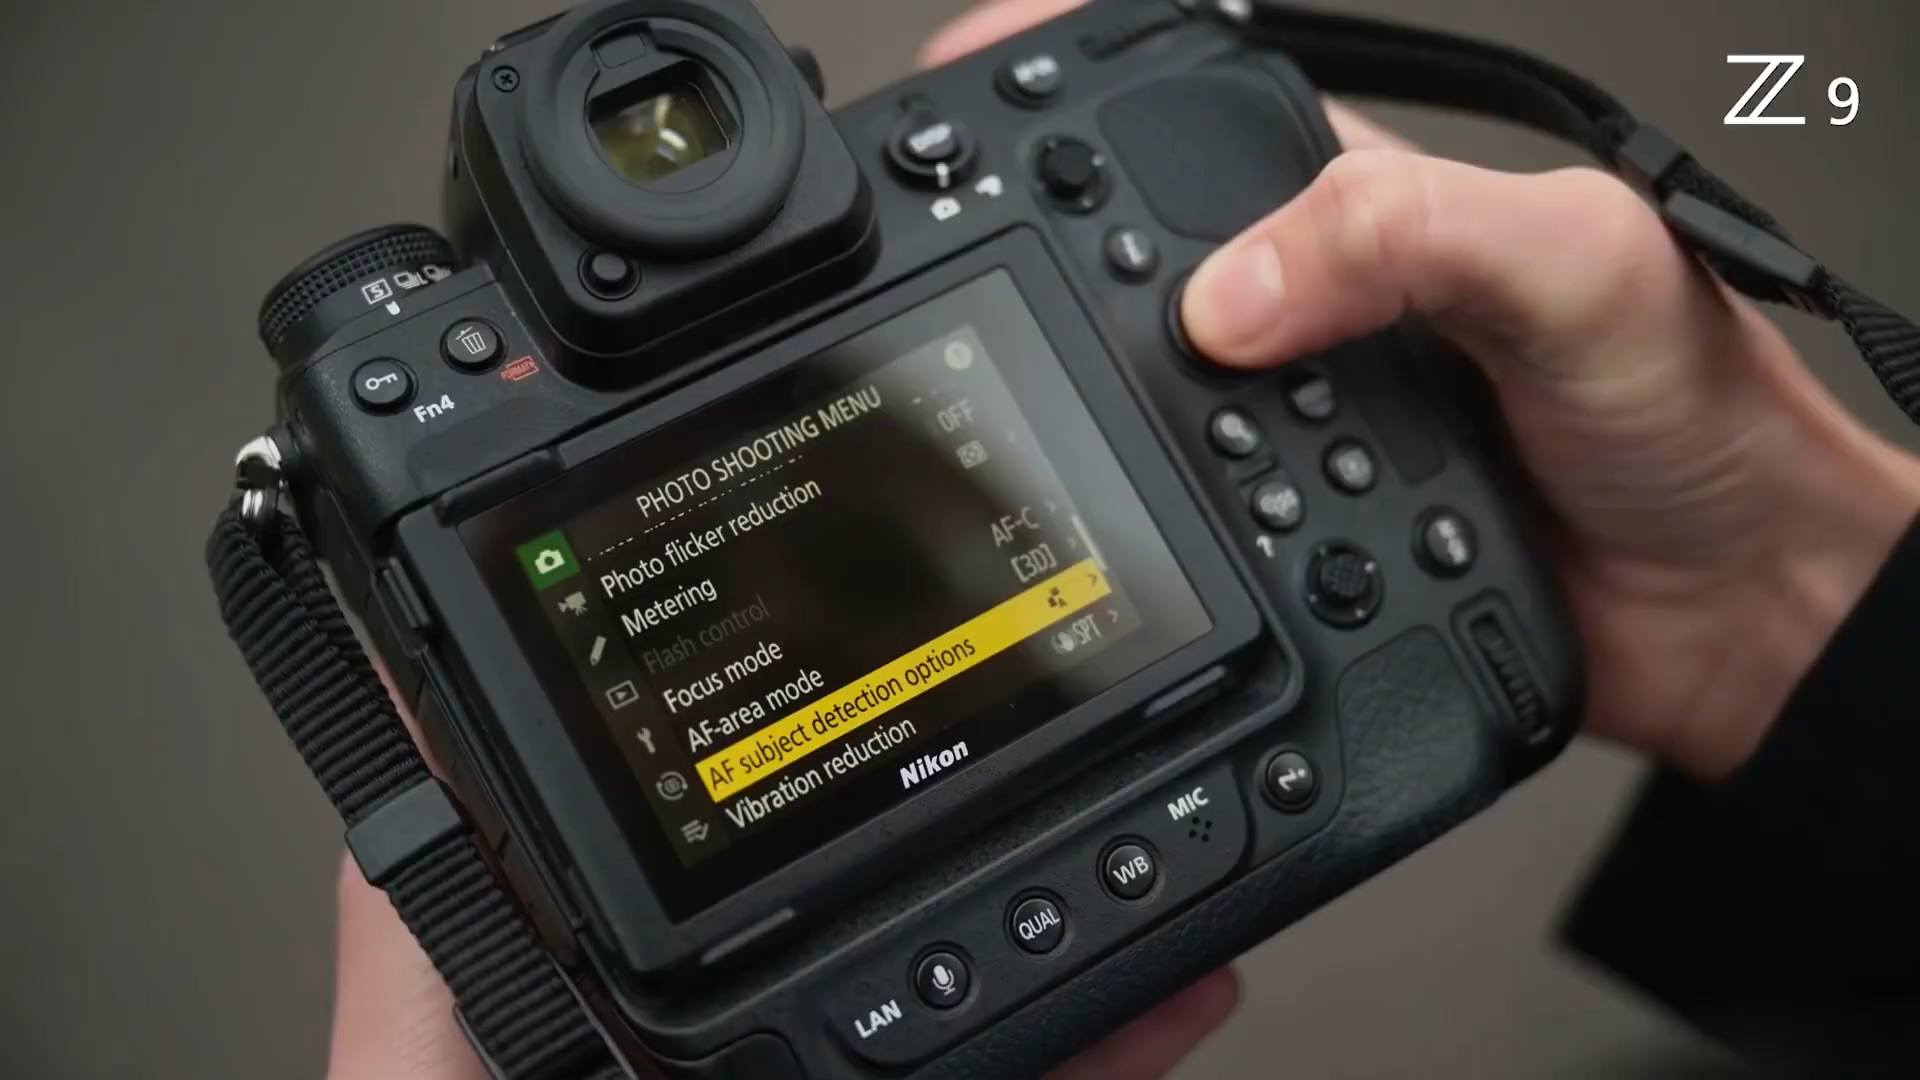 Z 9
S
FORMAT
Fn4
PHOTO SHOOTING MENU
Photo flicker reduction OFF
Metering
Flash control
Focus mode AF-C
AF-area mode [3D]
AF subject detection options
Vibration reduction SPT
Nikon
MIC
WB
QUAL
LAN
i